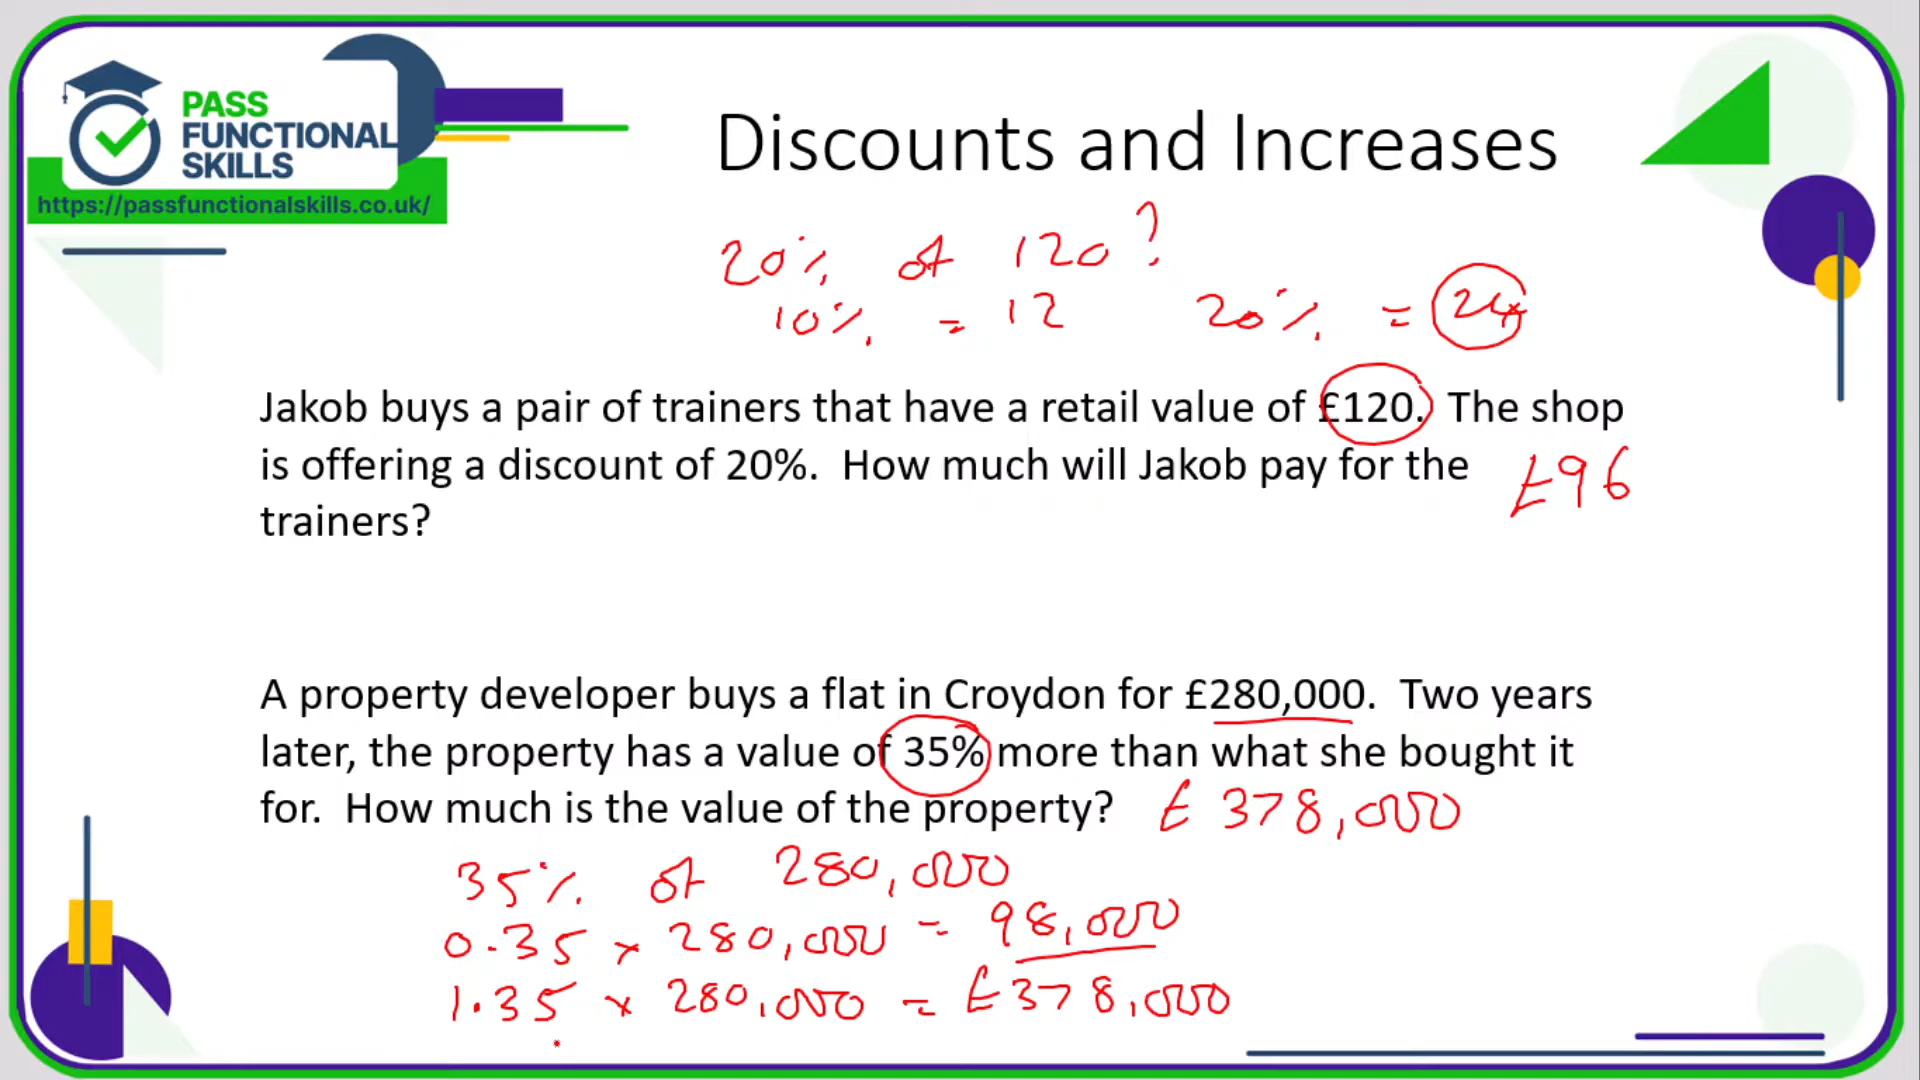 PASS
FUNCTIONAL
SKILLS
https://passfunctionalskills.co.uk/
Discounts and Increases
20% of 120?
10% = 12 20% = 24
Jakob buys a pair of trainers that have a retail value of £120. The shop
is offering a discount of 20%. How much will Jakob pay for the
trainers?
£96
A property developer buys a flat in Croydon for £280,000. Two years
later, the property has a value of 35% more than what she bought it
for. How much is the value of the property? £378,000
35% of 280,000
0.35 × 280,000 = 98,000
1.35 × 280,000 = £378,000